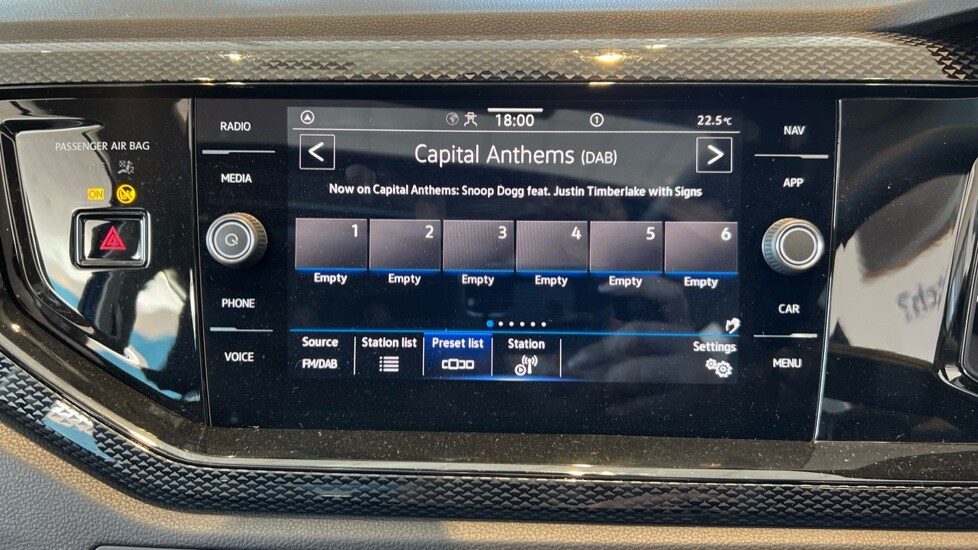 PASSENGER AIR BAG
ON
RADIO
MEDIA
PHONE
VOICE
18:00
1
22.5°C
Capital Anthems (DAB)
Now on Capital Anthems: Snoop Dogg feat. Justin Timberlake with Signs
1 2 3 4 5 6
Empty Empty Empty Empty Empty Empty
Source Station list Preset list Station Settings
FM/DAB
NAV
APP
CAR
MENU